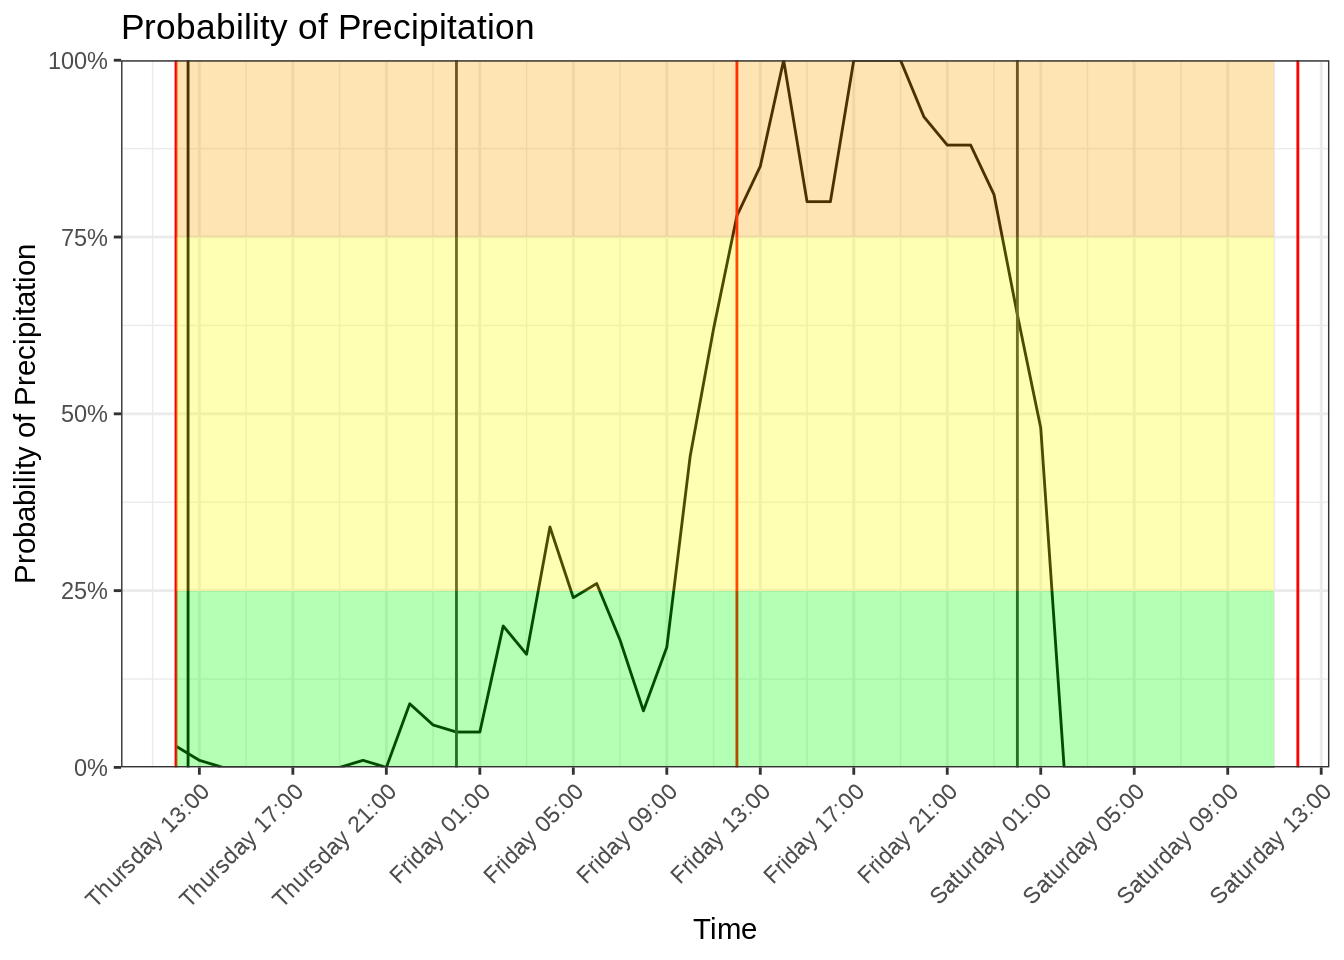 Probability of Precipitation
Probability of Precipitation
100%
75%
50%
25%
0%
Thursday 13:00
Thursday 17:00
Thursday 21:00
Friday 01:00
Friday 05:00
Friday 09:00
Friday 13:00
Friday 17:00
Friday 21:00
Saturday 01:00
Saturday 05:00
Saturday 09:00
Saturday 13:00
Time